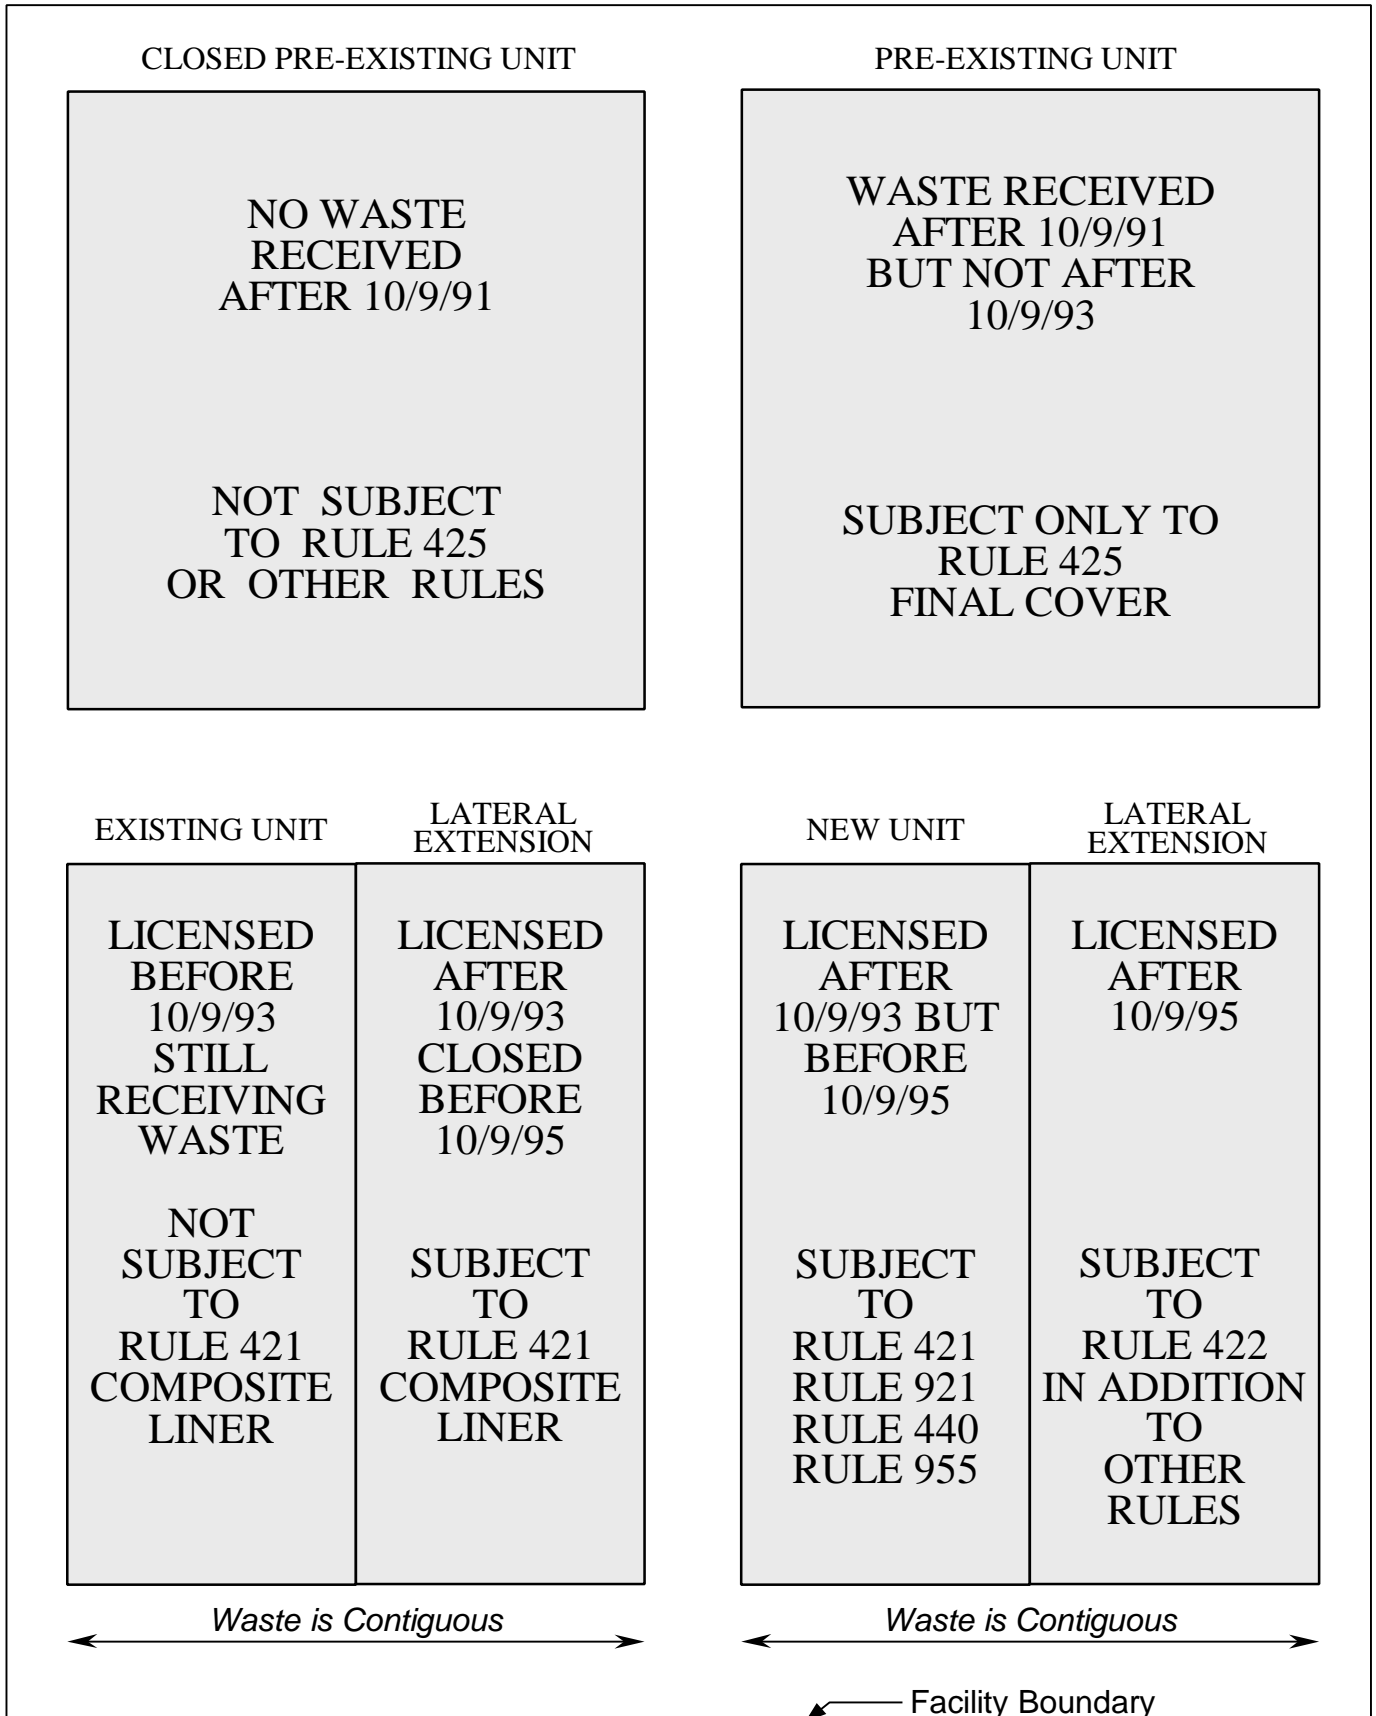 CLOSED PRE-EXISTING UNIT
NO WASTE
RECEIVED
AFTER 10/9/91
NOT SUBJECT
TO RULE 425
OR OTHER RULES
PRE-EXISTING UNIT
WASTE RECEIVED
AFTER 10/9/91
BUT NOT AFTER
10/9/93
SUBJECT ONLY TO
RULE 425
FINAL COVER
EXISTING UNIT
LICENSED
BEFORE
10/9/93
STILL
RECEIVING
WASTE
NOT
SUBJECT
TO
RULE 421
COMPOSITE
LINER
LATERAL
EXTENSION
LICENSED
AFTER
10/9/93
CLOSED
BEFORE
10/9/95
SUBJECT
TO
RULE 421
COMPOSITE
LINER
Waste is Contiguous
NEW UNIT
LICENSED
AFTER
10/9/93 BUT
BEFORE
10/9/95
SUBJECT
TO
RULE 421
RULE 921
RULE 440
RULE 955
LATERAL
EXTENSION
LICENSED
AFTER
10/9/95
SUBJECT
TO
RULE 422
IN ADDITION
TO
OTHER
RULES
Waste is Contiguous
Facility Boundary